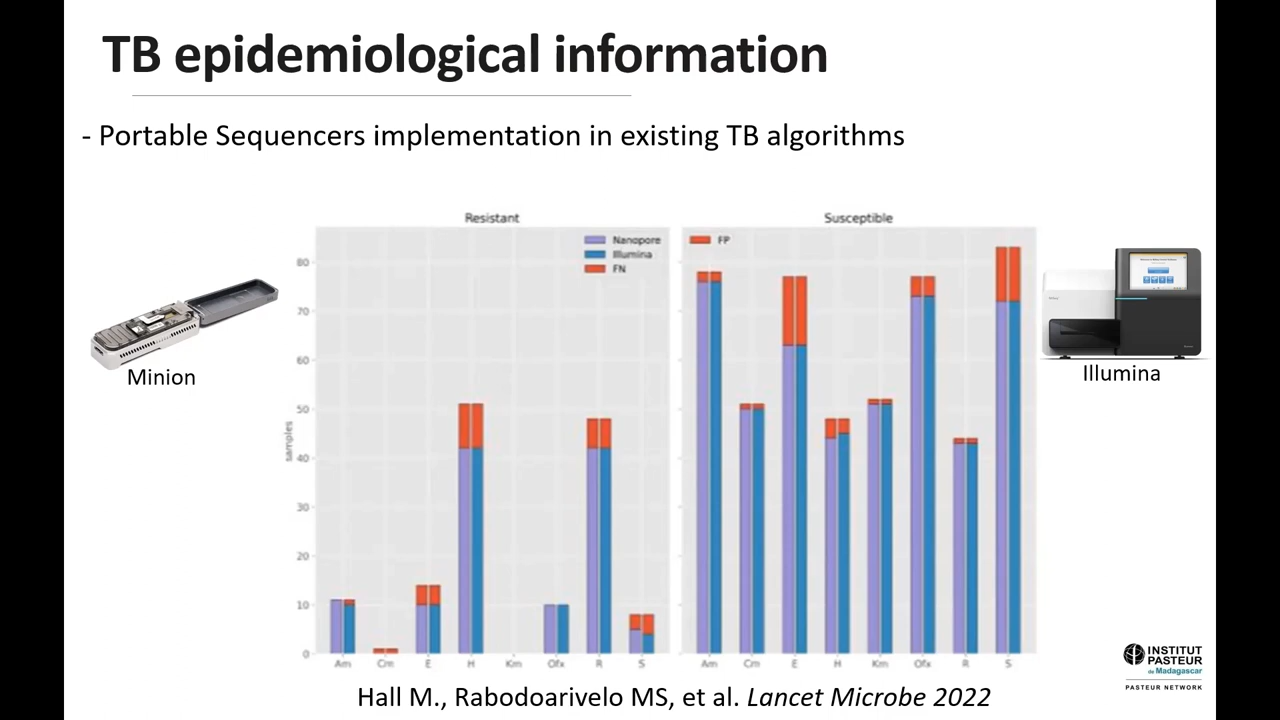 TB epidemiological information
- Portable Sequencers implementation in existing TB algorithms
Resistant
Susceptible
Nanopore
Illumina
FN
FP
samples
80
70
60
50
40
30
20
10
0
Am Cm E H Km Ofx R S
Am Cm E H Km Ofx R S
Minion
Illumina
Hall M., Rabodoarivelo MS, et al. Lancet Microbe 2022
INSTITUT
PASTEUR
de Madagascar
PASTEUR NETWORK